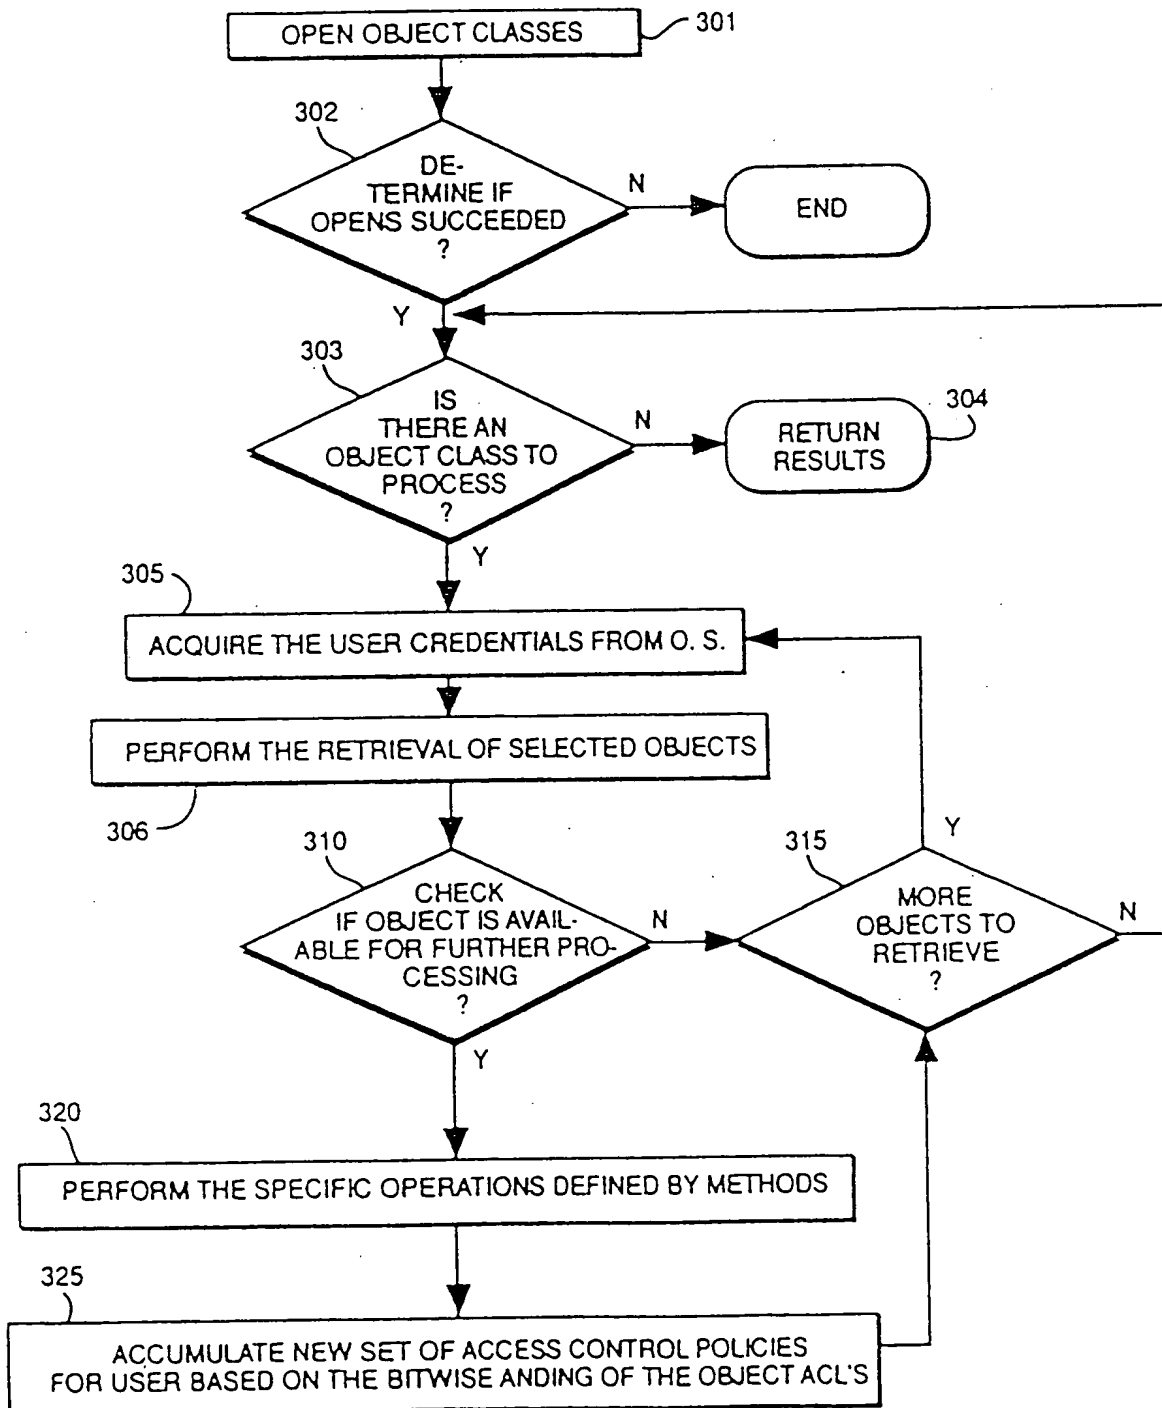 OPEN OBJECT CLASSES
301
302
DE-
TERMINE IF
OPENS SUCCEEDED
?
N
END
Y
303
IS
THERE AN
OBJECT CLASS TO
PROCESS
?
N
RETURN
RESULTS
304
Y
305
ACQUIRE THE USER CREDENTIALS FROM O. S.
PERFORM THE RETRIEVAL OF SELECTED OBJECTS
306
310
CHECK
IF OBJECT IS AVAIL-
ABLE FOR FURTHER PRO-
CESSING
?
N
Y
315
MORE
OBJECTS TO
RETRIEVE
?
Y
N
320
PERFORM THE SPECIFIC OPERATIONS DEFINED BY METHODS
325
ACCUMULATE NEW SET OF ACCESS CONTROL POLICIES
FOR USER BASED ON THE BITWISE ANDING OF THE OBJECT ACL'S